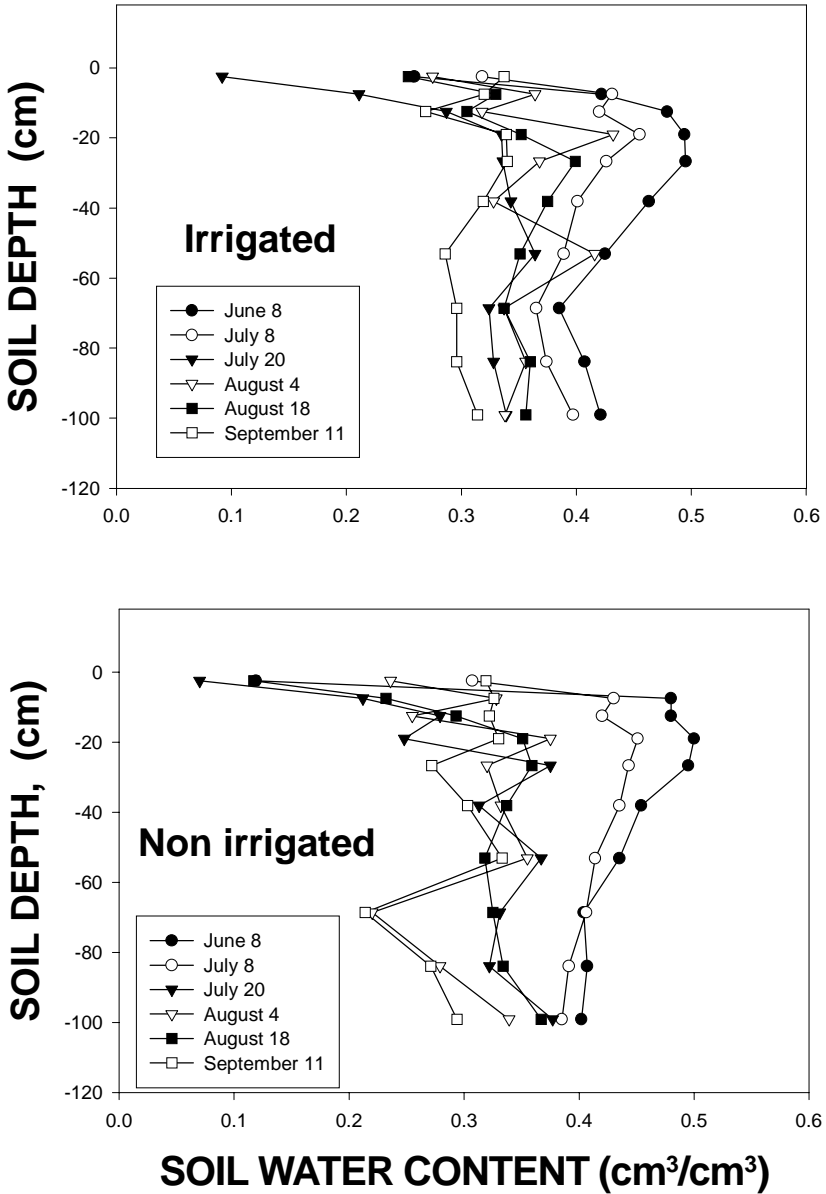 SOIL DEPTH (cm)
0
-20
-40
-60
-80
-100
-120
Irrigated
June 8
July 8
July 20
August 4
August 18
September 11
0.0 0.1 0.2 0.3 0.4 0.5 0.6
SOIL DEPTH, (cm)
0
-20
-40
-60
-80
-100
-120
Non irrigated
June 8
July 8
July 20
August 4
August 18
September 11
0.0 0.1 0.2 0.3 0.4 0.5 0.6
SOIL WATER CONTENT (cm³/cm³)